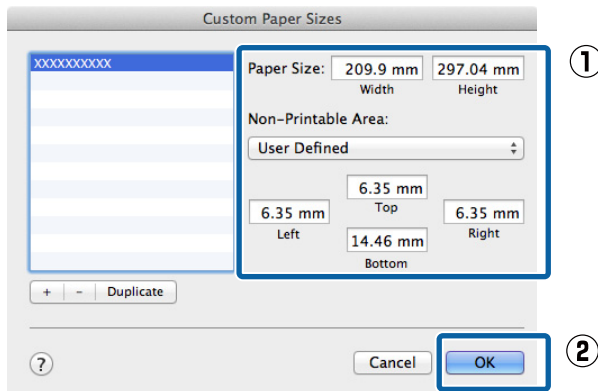 Custom Paper Sizes
XXXXXXXXXX
Paper Size: 209.9 mm 297.04 mm
Width Height
Non-Printable Area:
User Defined
6.35 mm
Top
6.35 mm 6.35 mm
Left Right
14.46 mm
Bottom
+ - Duplicate
? Cancel OK
①
②